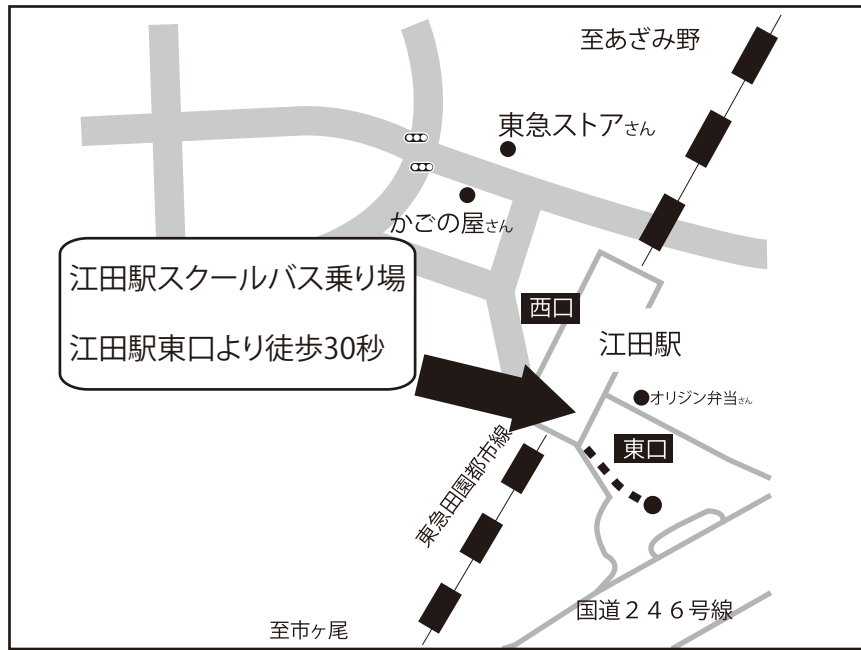 至あざみ野
東急ストアさん
かごの屋さん
江田駅スクールバス乗り場
江田駅東口より徒歩30秒
西口
江田駅
オリジン弁当さん
東口
東急田園都市線
国道２４６号線
至市ヶ尾